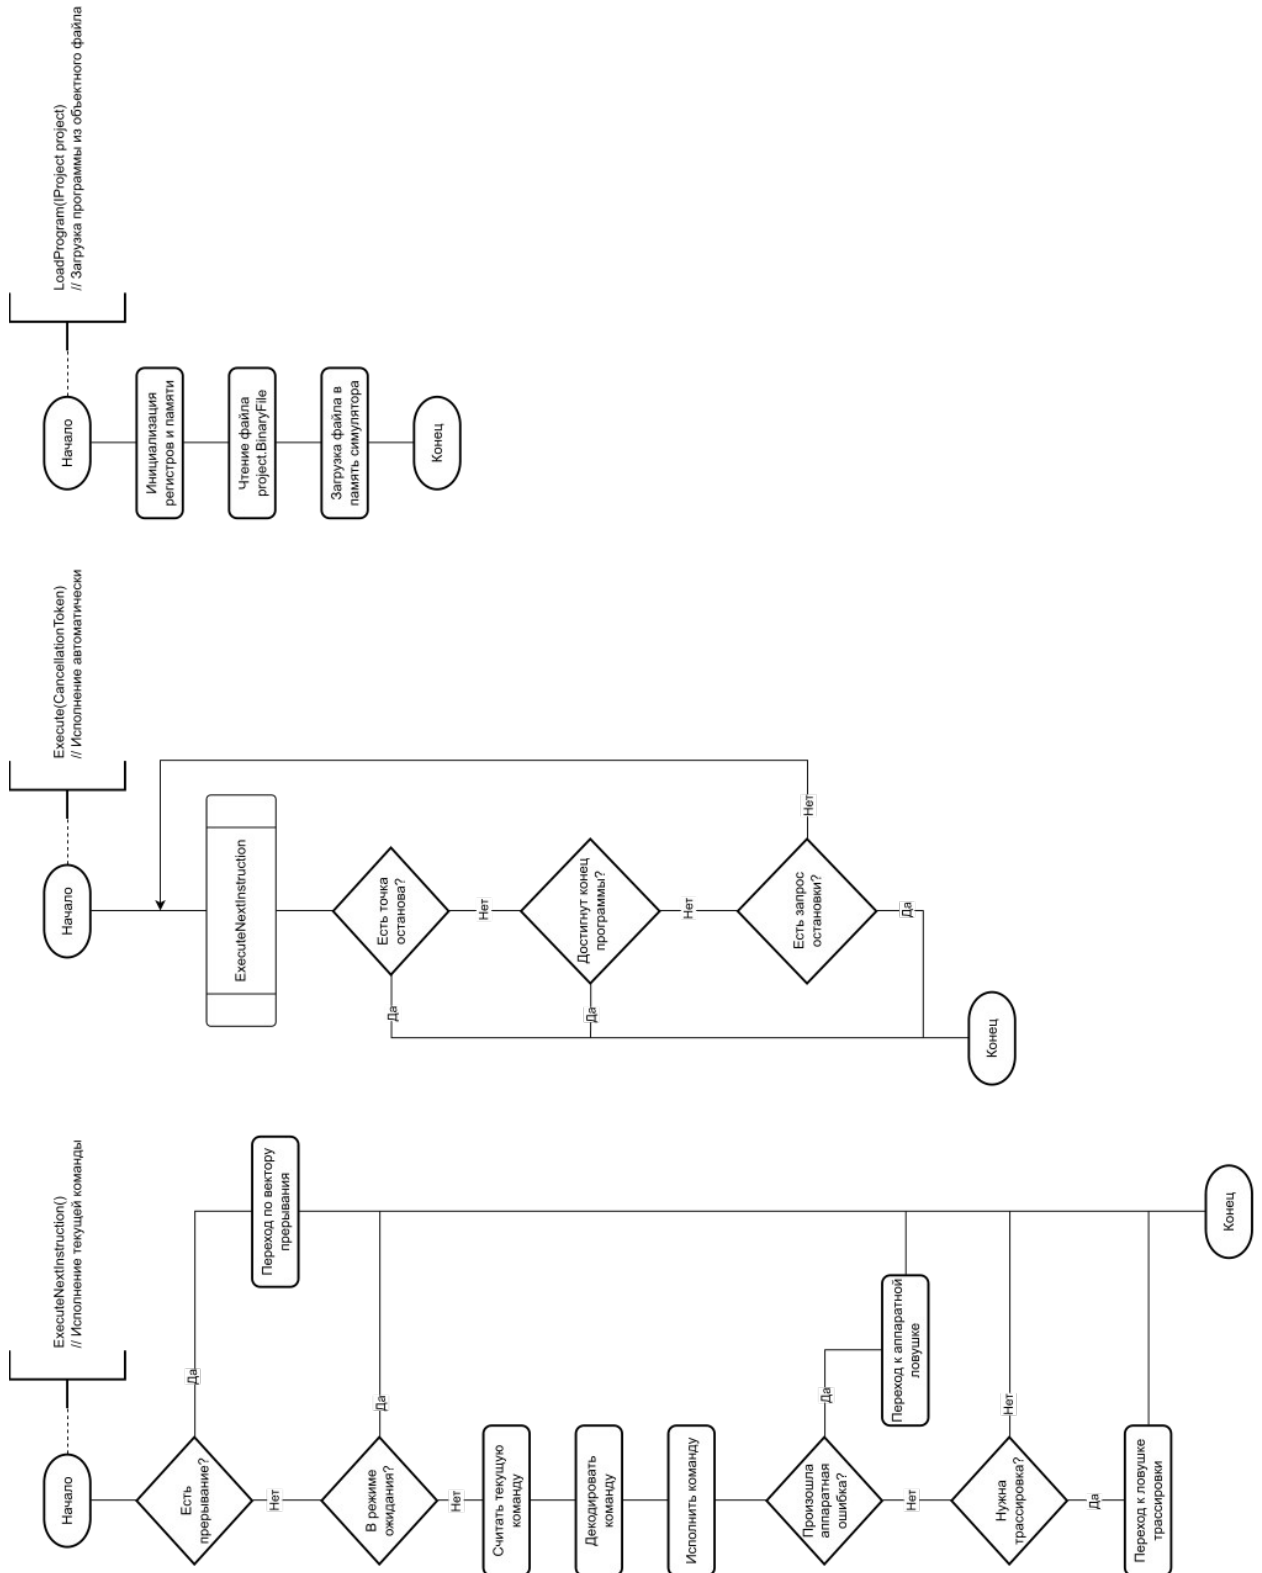 ExecuteNextInstruction()
// Исполнение текущей команды
Начало
Есть
прерывание?
Да
Нет
Переход по вектору
прерывания
В режиме
ожидания?
Да
Нет
Считать текущую
команду
Декодировать
команду
Исполнить команду
Произошла
аппаратная
ошибка?
Да
Нет
Переход к аппаратной
ловушке
Нужна
трассировка?
Нет
Да
Переход к ловушке
трассировки
Конец
Execute(CancellationToken)
// Исполнение автоматически
Начало
ExecuteNextInstruction
Есть точка
останова?
Да
Нет
Достигнут конец
программы?
Да
Нет
Есть запрос
остановки?
Нет
Да
Конец
LoadProgram(IProject project)
// Загрузка программы из объектного файла
Начало
Инициализация
регистров и памяти
Чтение файла
project.BinaryFile
Загрузка файла в
память симулятора
Конец